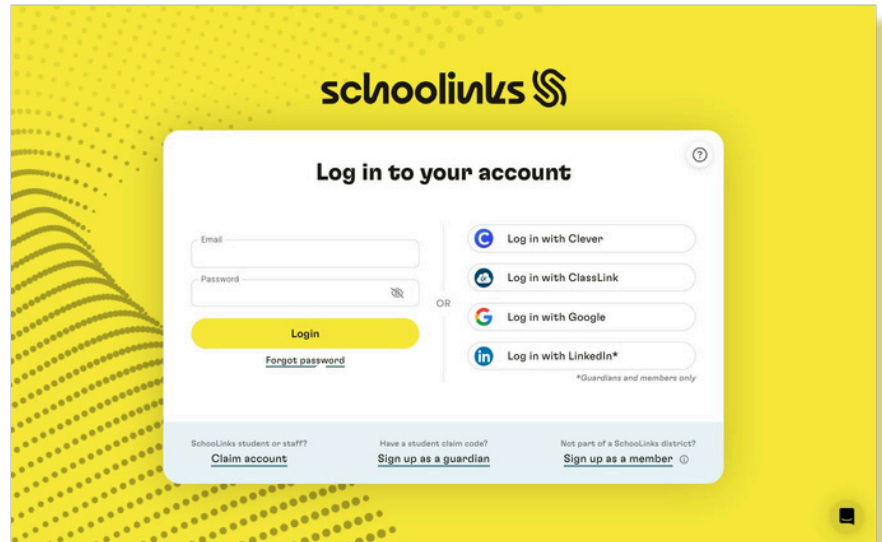 schoolinks
Log in to your account
Email
Password
Login
Forgot password
OR
Log in with Clever
Log in with ClassLink
Log in with Google
Log in with LinkedIn*
*Guardians and members only
SchooLinks student or staff?
Claim account
Have a student claim code?
Sign up as a guardian
Not part of a SchooLinks district?
Sign up as a member